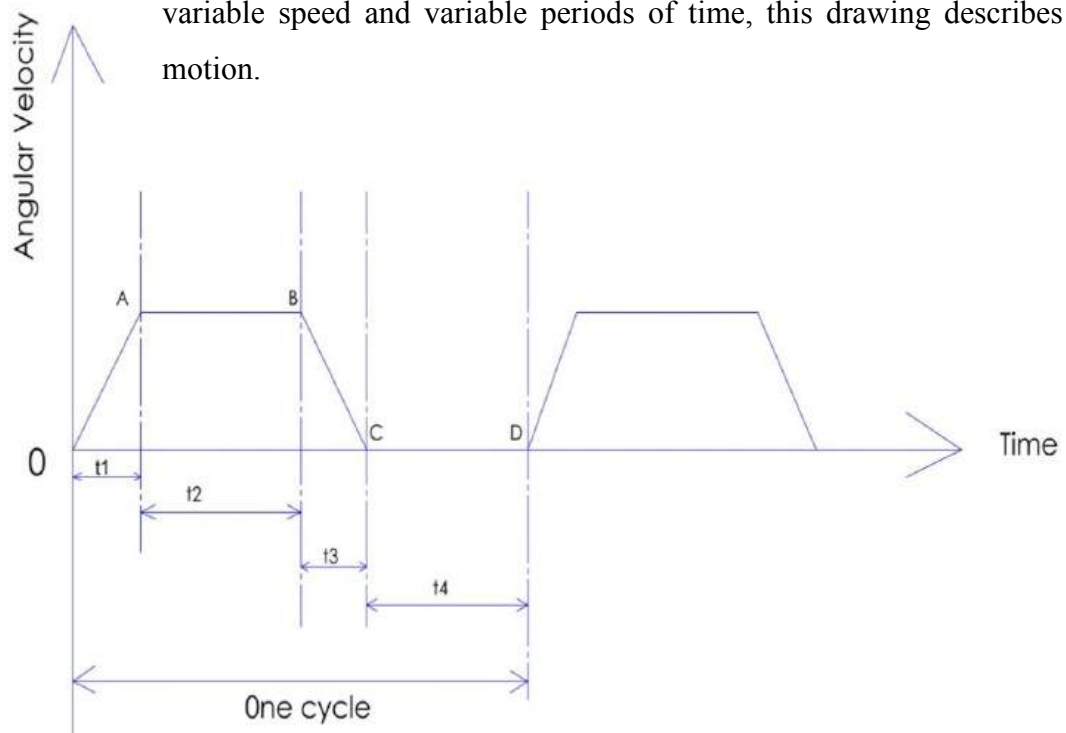 variable speed and variable periods of time, this drawing describes
motion.
Angular Velocity
A
B
C
D
0
Time
t1
t2
t3
t4
One cycle